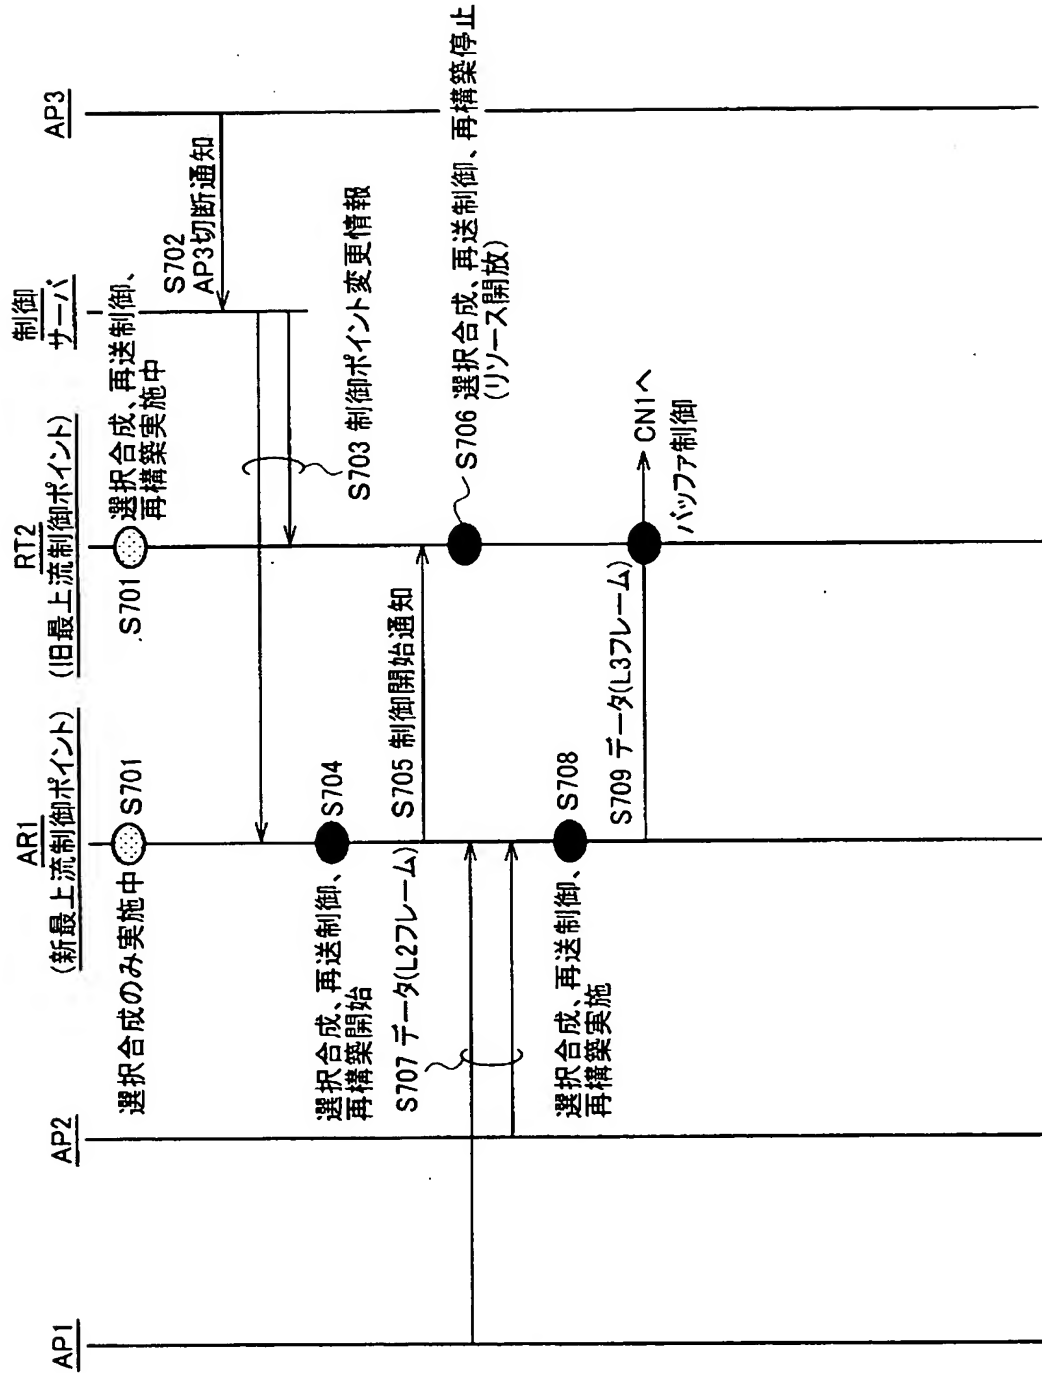 AP1
AP2
AR1
(新最上流制御ポイント)
RT2
(旧最上流制御ポイント)
制御
サーバ
AP3
選択合成のみ実施中
S701
S701
選択合成、再送制御、
再構築実施中
S702
AP3切断通知
S703 制御ポイント変更情報
選択合成、再送制御、
再構築開始
S704
S705 制御開始通知
S706 選択合成、再送制御、再構築停止
(リソース開放)
S707 データ(L2フレーム)
選択合成、再送制御、
再構築実施
S708
S709 データ(L3フレーム)
CN1へ
バッファ制御